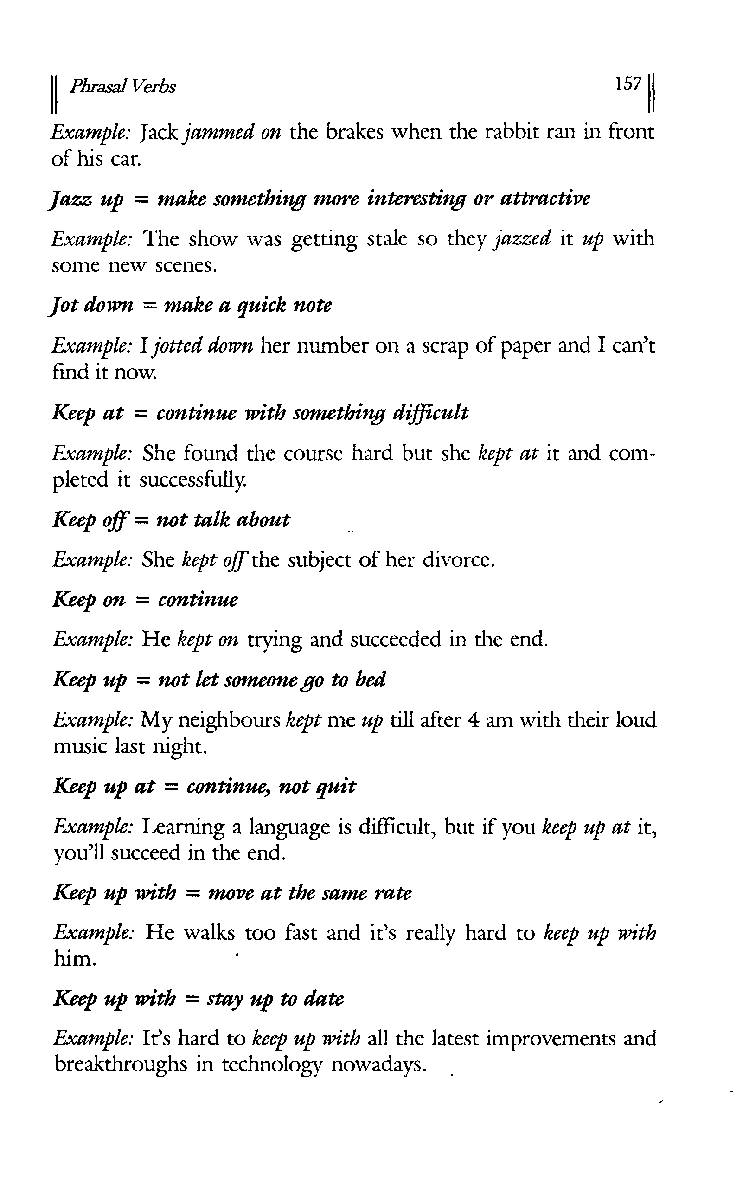 Phrasal Verbs 157
Example: Jack jammed on the brakes when the rabbit ran in front
of his car.
Jazz up = make something more interesting or attractive
Example: The show was getting stale so they jazzed it up with
some new scenes.
Jot down = make a quick note
Example: I jotted down her number on a scrap of paper and I can't
find it now.
Keep at = continue with something difficult
Example: She found the course hard but she kept at it and com-
pleted it successfully.
Keep off = not talk about
Example: She kept off the subject of her divorce.
Keep on = continue
Example: He kept on trying and succeeded in the end.
Keep up = not let someone go to bed
Example: My neighbours kept me up till after 4 am with their loud
music last night.
Keep up at = continue, not quit
Example: Learning a language is difficult, but if you keep up at it,
you'll succeed in the end.
Keep up with = move at the same rate
Example: He walks too fast and it's really hard to keep up with
him.
Keep up with = stay up to date
Example: It's hard to keep up with all the latest improvements and
breakthroughs in technology nowadays.